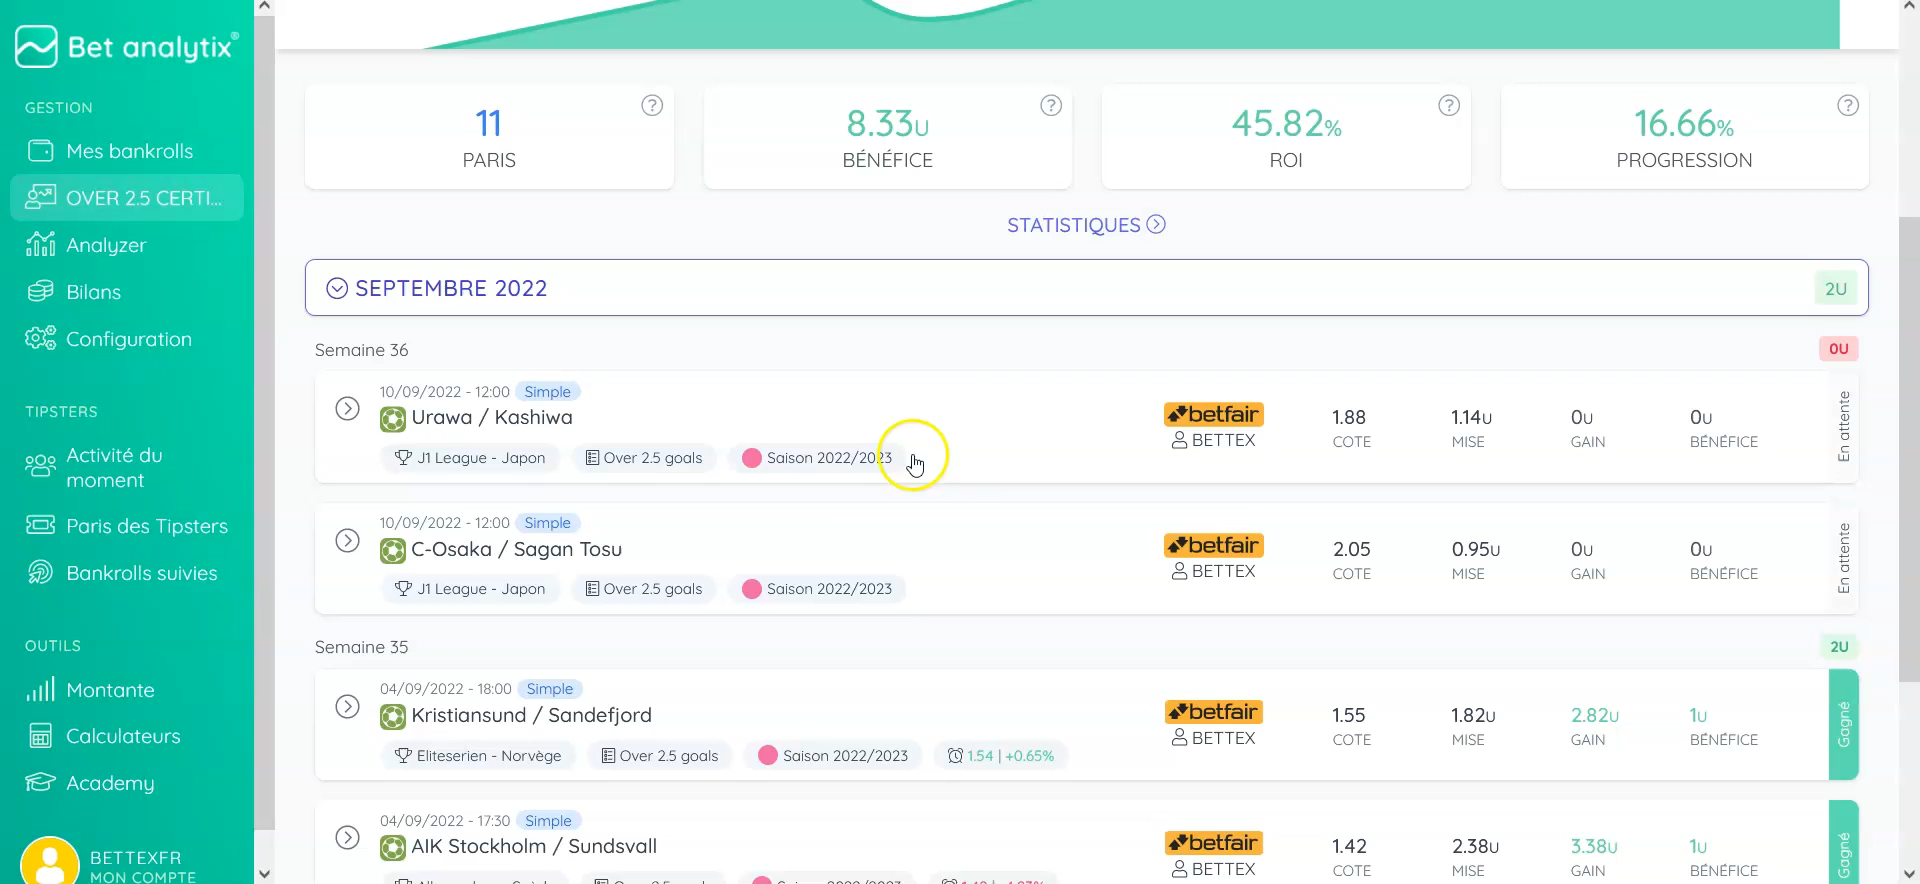 Bet analytix®
GESTION
Mes bankrolls
OVER 2.5 CERTI...
Analyzer
Bilans
Configuration
TIPSTERS
Activité du
moment
Paris des Tipsters
Bankrolls suivies
OUTILS
Montante
Calculateurs
Academy
BETTEXFR
MON COMPTE
11
PARIS
?
8.33U
BÉNÉFICE
?
45.82%
ROI
?
16.66%
PROGRESSION
?
STATISTIQUES
SEPTEMBRE 2022 2U
Semaine 36 0U
10/09/2022 - 12:00 Simple
Urawa / Kashiwa
J1 League - Japon Over 2.5 goals Saison 2022/2023
betfair
BETTEX
1.88
COTE
1.14U
MISE
0U
GAIN
0U
BÉNÉFICE
En attente
10/09/2022 - 12:00 Simple
C-Osaka / Sagan Tosu
J1 League - Japon Over 2.5 goals Saison 2022/2023
betfair
BETTEX
2.05
COTE
0.95U
MISE
0U
GAIN
0U
BÉNÉFICE
En attente
Semaine 35 2U
04/09/2022 - 18:00 Simple
Kristiansund / Sandefjord
Eliteserien - Norvège Over 2.5 goals Saison 2022/2023 1.54 | +0.65%
betfair
BETTEX
1.55
COTE
1.82U
MISE
2.82U
GAIN
1U
BÉNÉFICE
Gagné
04/09/2022 - 17:30 Simple
AIK Stockholm / Sundsvall
betfair
BETTEX
1.42
COTE
2.38U
MISE
3.38U
GAIN
1U
BÉNÉFICE
Gagné